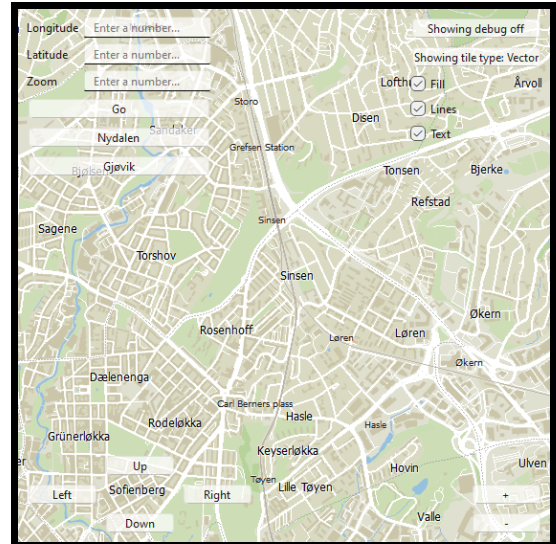 Longitude Enter a number... Showing debug off
Latitude Enter a number... Showing tile type: Vector
Zoom Enter a number... Fill Årvoll
Go Storo Lines
Disen
Nydalen Sandaker Text
Grefsen Station
Gjøvik Tonsen Bjerke
Refstad
Sinsen
Sagene
Torshov
Sinsen
Økern
Rosenhoff Løren Løren
Økern
Dælenenga
Carl Berners plass
Rodeløkka Hasle Hasle
Grünerløkka
Keyserløkka
Up Hovin Ulven
Tøyen
Left Sofienberg Right Lille Tøyen +
Valle
Down -